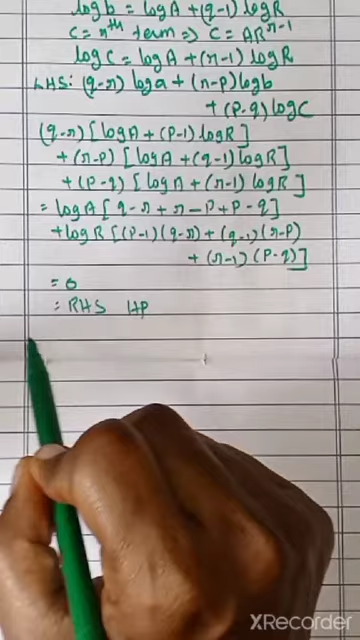 log b = log A + (q-1) log R
C = rth term => C = AR^r-1
log C = log A + (r-1) log R
LHS: (q-r) log a + (r-p) log b
+ (p-q) log C
(q-r) [log A + (p-1) log R]
+ (r-p) [log A + (q-1) log R]
+ (p-q) [log A + (r-1) log R]
= log A [q-r + r-p + p-q]
+ log R [(p-1)(q-r) + (q-1)(r-p)
+ (r-1)(p-q)]
= 0
= RHS HP
XRecorder